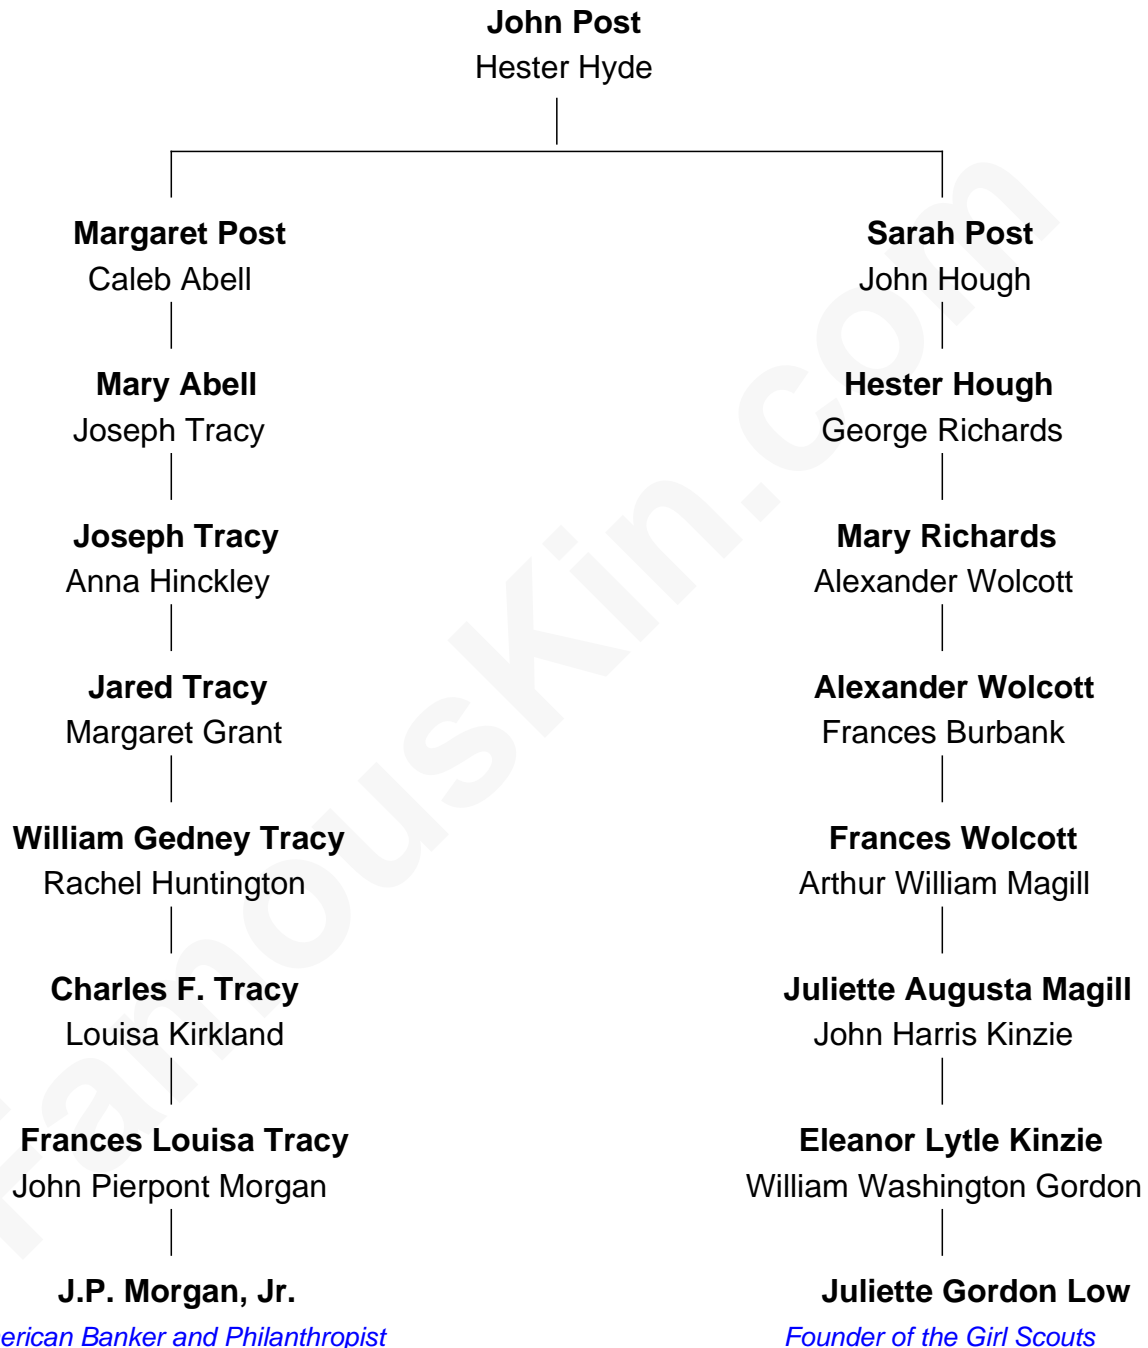 John Post
Hester Hyde
Margaret Post
Caleb Abell
Mary Abell
Joseph Tracy
Joseph Tracy
Anna Hinckley
Jared Tracy
Margaret Grant
William Gedney Tracy
Rachel Huntington
Charles F. Tracy
Louisa Kirkland
Frances Louisa Tracy
John Pierpont Morgan
J.P. Morgan, Jr.
erican Banker and Philanthropist
Sarah Post
John Hough
Hester Hough
George Richards
Mary Richards
Alexander Wolcott
Alexander Wolcott
Frances Burbank
Frances Wolcott
Arthur William Magill
Juliette Augusta Magill
John Harris Kinzie
Eleanor Lytle Kinzie
William Washington Gordon
Juliette Gordon Low
Founder of the Girl Scouts
FamousKin.com